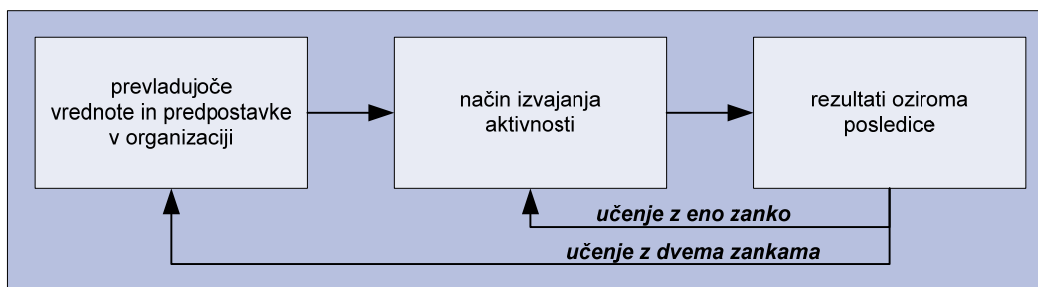 prevladujoče
vrednote in predpostavke
v organizaciji
način izvajanja
aktivnosti
rezultati oziroma
posledice
učenje z eno zanko
učenje z dvema zankama